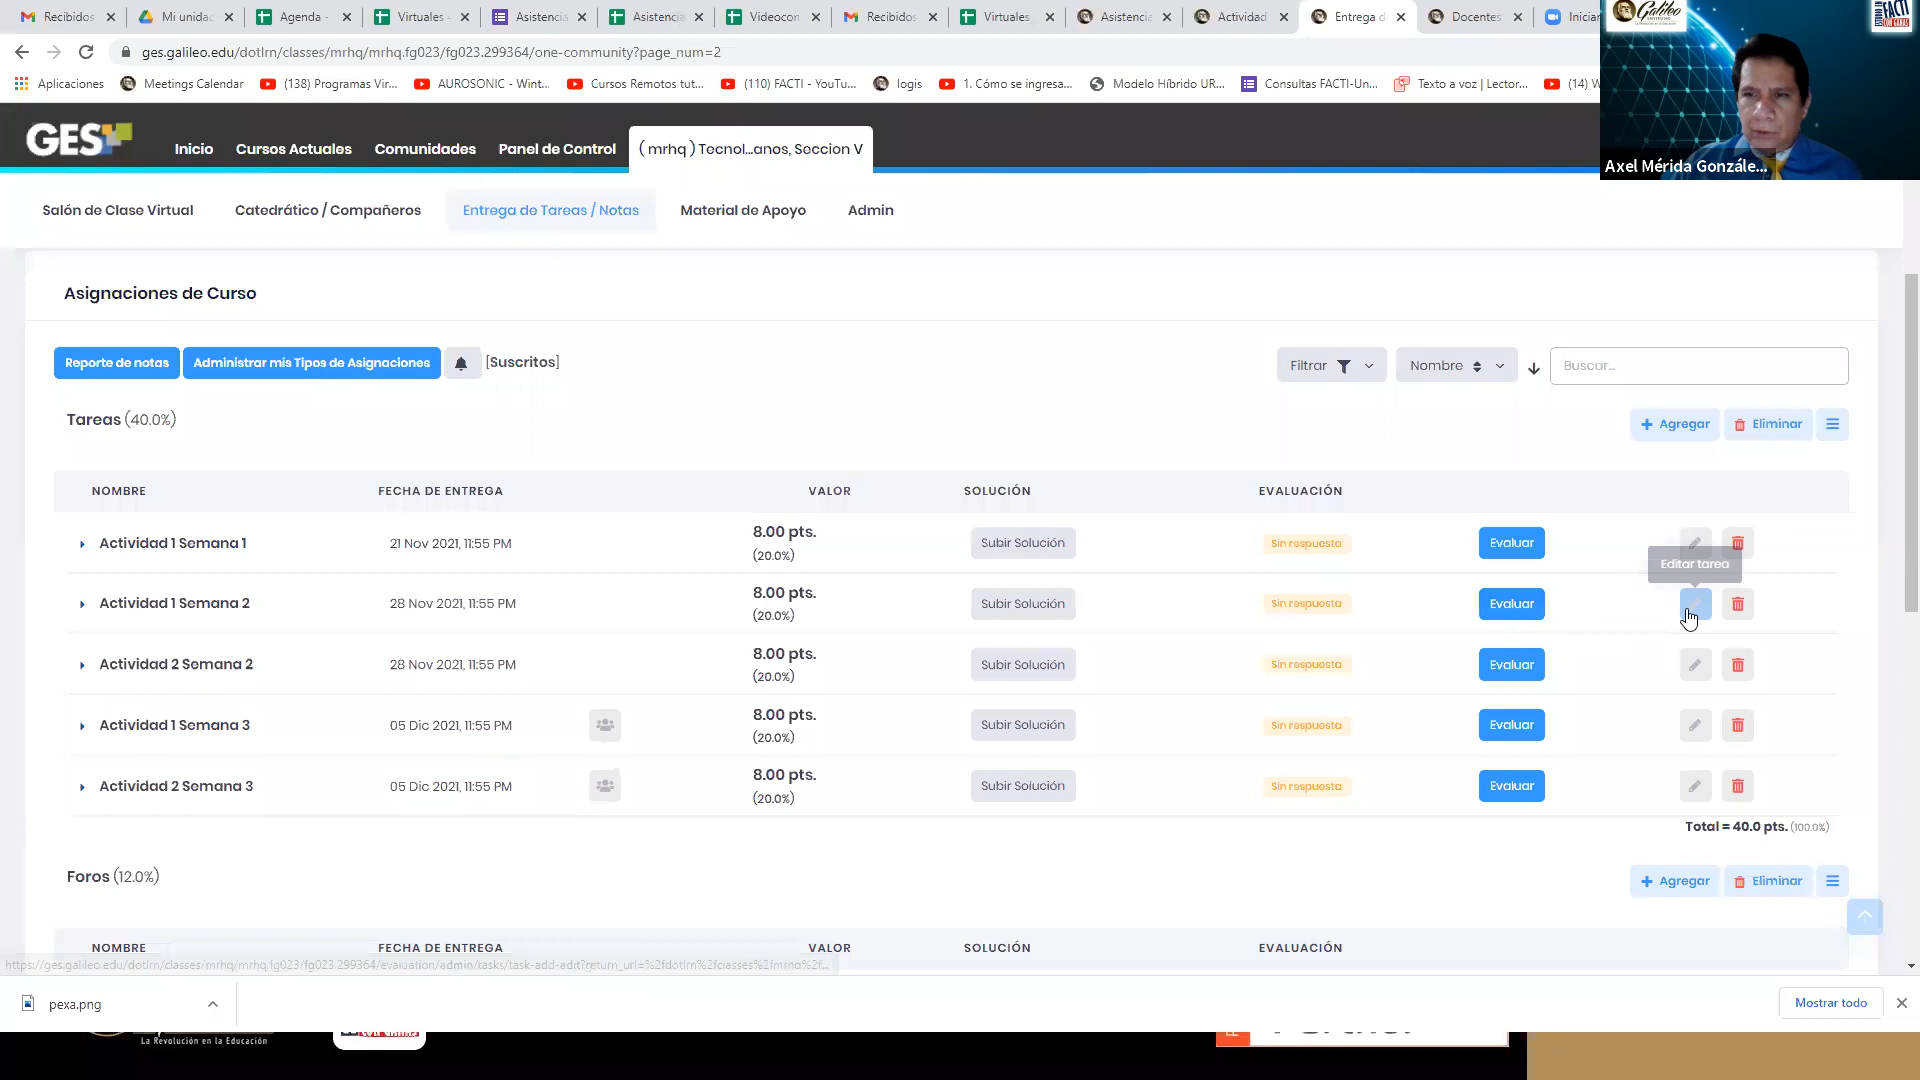 Recibidos
Mi unidad
Agenda -
Virtuales -
Asistencia
Asistencia
Videocon
Recibidos
Virtuales
Asistencia
Actividad
Entrega d
Docentes
Iniciar
ges.galileo.edu/dotlrn/classes/mrhq/mrhq.fg023/fg023.299364/one-community?page_num=2
Aplicaciones
Meetings Calendar
(138) Programas Vir...
AUROSONIC - Wint...
Cursos Remotos tut...
(110) FACTI - YouTu...
logis
1. Cómo se ingresa...
Modelo Híbrido UR...
Consultas FACTI-Un...
Texto a voz | Lector...
(14) W
Galileo
FACTI
Axel Mérida Gonzále...
GES
Inicio
Cursos Actuales
Comunidades
Panel de Control
( mrhq ) Tecnol...anos, Seccion V
Salón de Clase Virtual
Catedrático / Compañeros
Entrega de Tareas / Notas
Material de Apoyo
Admin
Asignaciones de Curso
Reporte de notas
Administrar mis Tipos de Asignaciones
[Suscritos]
Filtrar
Nombre
Buscar...
Tareas (40.0%)
Agregar
Eliminar
NOMBRE FECHA DE ENTREGA VALOR SOLUCIÓN EVALUACIÓN
Actividad 1 Semana 1 21 Nov 2021, 11:55 PM 8.00 pts. Subir Solución Sin respuesta Evaluar
(20.0%)
Editar tarea
Actividad 1 Semana 2 28 Nov 2021, 11:55 PM 8.00 pts. Subir Solución Sin respuesta Evaluar
(20.0%)
Actividad 2 Semana 2 28 Nov 2021, 11:55 PM 8.00 pts. Subir Solución Sin respuesta Evaluar
(20.0%)
Actividad 1 Semana 3 05 Dic 2021, 11:55 PM 8.00 pts. Subir Solución Sin respuesta Evaluar
(20.0%)
Actividad 2 Semana 3 05 Dic 2021, 11:55 PM 8.00 pts. Subir Solución Sin respuesta Evaluar
(20.0%)
Total = 40.0 pts. (100.0%)
Foros (12.0%)
Agregar
Eliminar
NOMBRE FECHA DE ENTREGA VALOR SOLUCIÓN EVALUACIÓN
pexa.png
Mostrar todo
La Revolución en la Educación